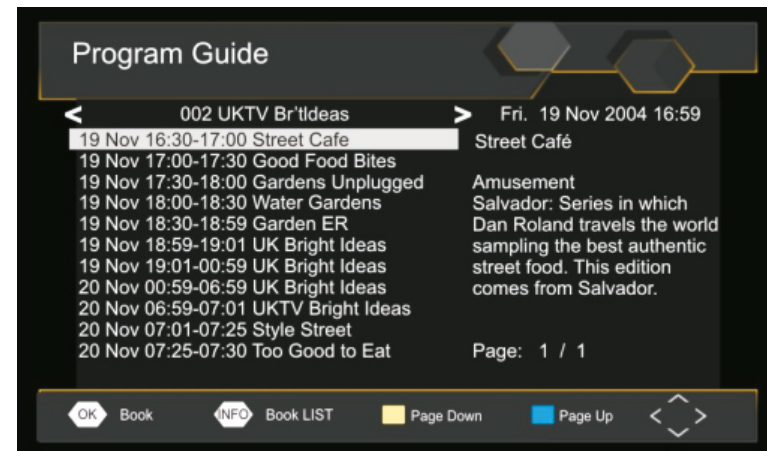 Program Guide
< 002 UKTV Br'tIdeas > Fri. 19 Nov 2004 16:59
19 Nov 16:30-17:00 Street Cafe
19 Nov 17:00-17:30 Good Food Bites
19 Nov 17:30-18:00 Gardens Unplugged
19 Nov 18:00-18:30 Water Gardens
19 Nov 18:30-18:59 Garden ER
19 Nov 18:59-19:01 UK Bright Ideas
19 Nov 19:01-00:59 UK Bright Ideas
20 Nov 00:59-06:59 UK Bright Ideas
20 Nov 06:59-07:01 UKTV Bright Ideas
20 Nov 07:01-07:25 Style Street
20 Nov 07:25-07:30 Too Good to Eat
Street Café
Amusement
Salvador: Series in which
Dan Roland travels the world
sampling the best authentic
street food. This edition
comes from Salvador.
Page: 1 / 1
OK Book INFO Book LIST Page Down Page Up